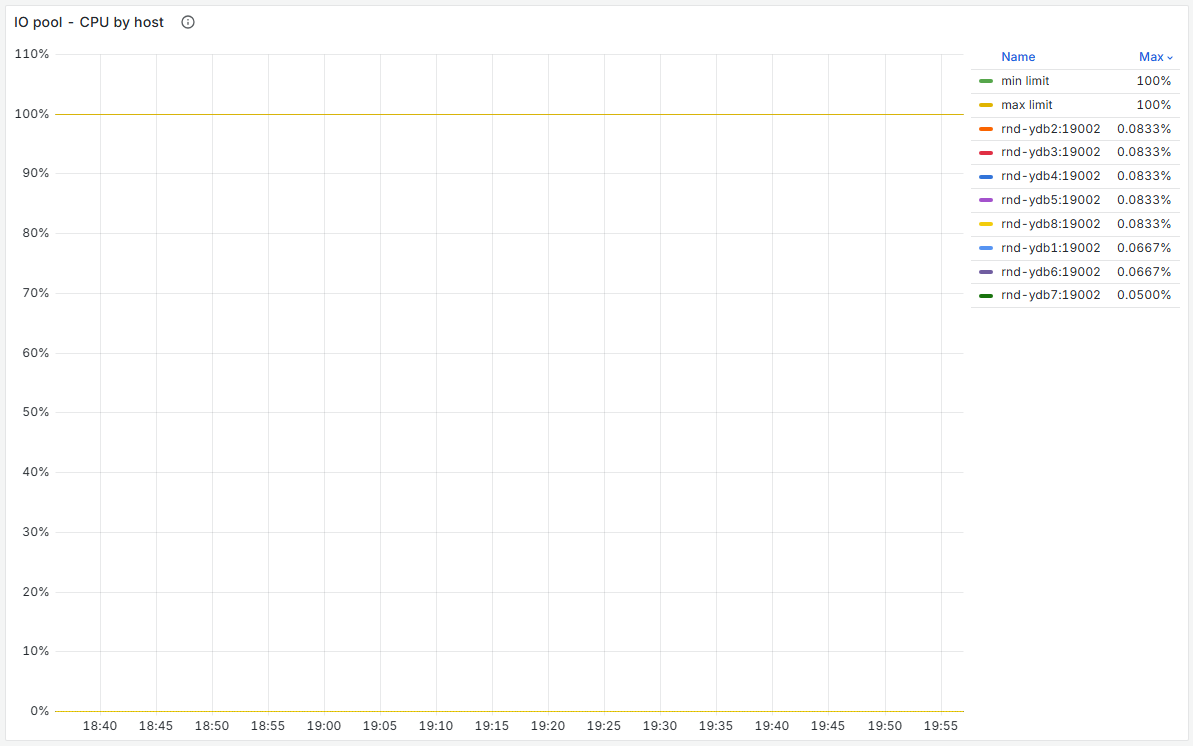 IO pool - CPU by host
110%
100%
90%
80%
70%
60%
50%
40%
30%
20%
10%
0%
18:40 18:45 18:50 18:55 19:00 19:05 19:10 19:15 19:20 19:25 19:30 19:35 19:40 19:45 19:50 19:55
Name Max
min limit 100%
max limit 100%
rnd-ydb2:19002 0.0833%
rnd-ydb3:19002 0.0833%
rnd-ydb4:19002 0.0833%
rnd-ydb5:19002 0.0833%
rnd-ydb8:19002 0.0833%
rnd-ydb1:19002 0.0667%
rnd-ydb6:19002 0.0667%
rnd-ydb7:19002 0.0500%